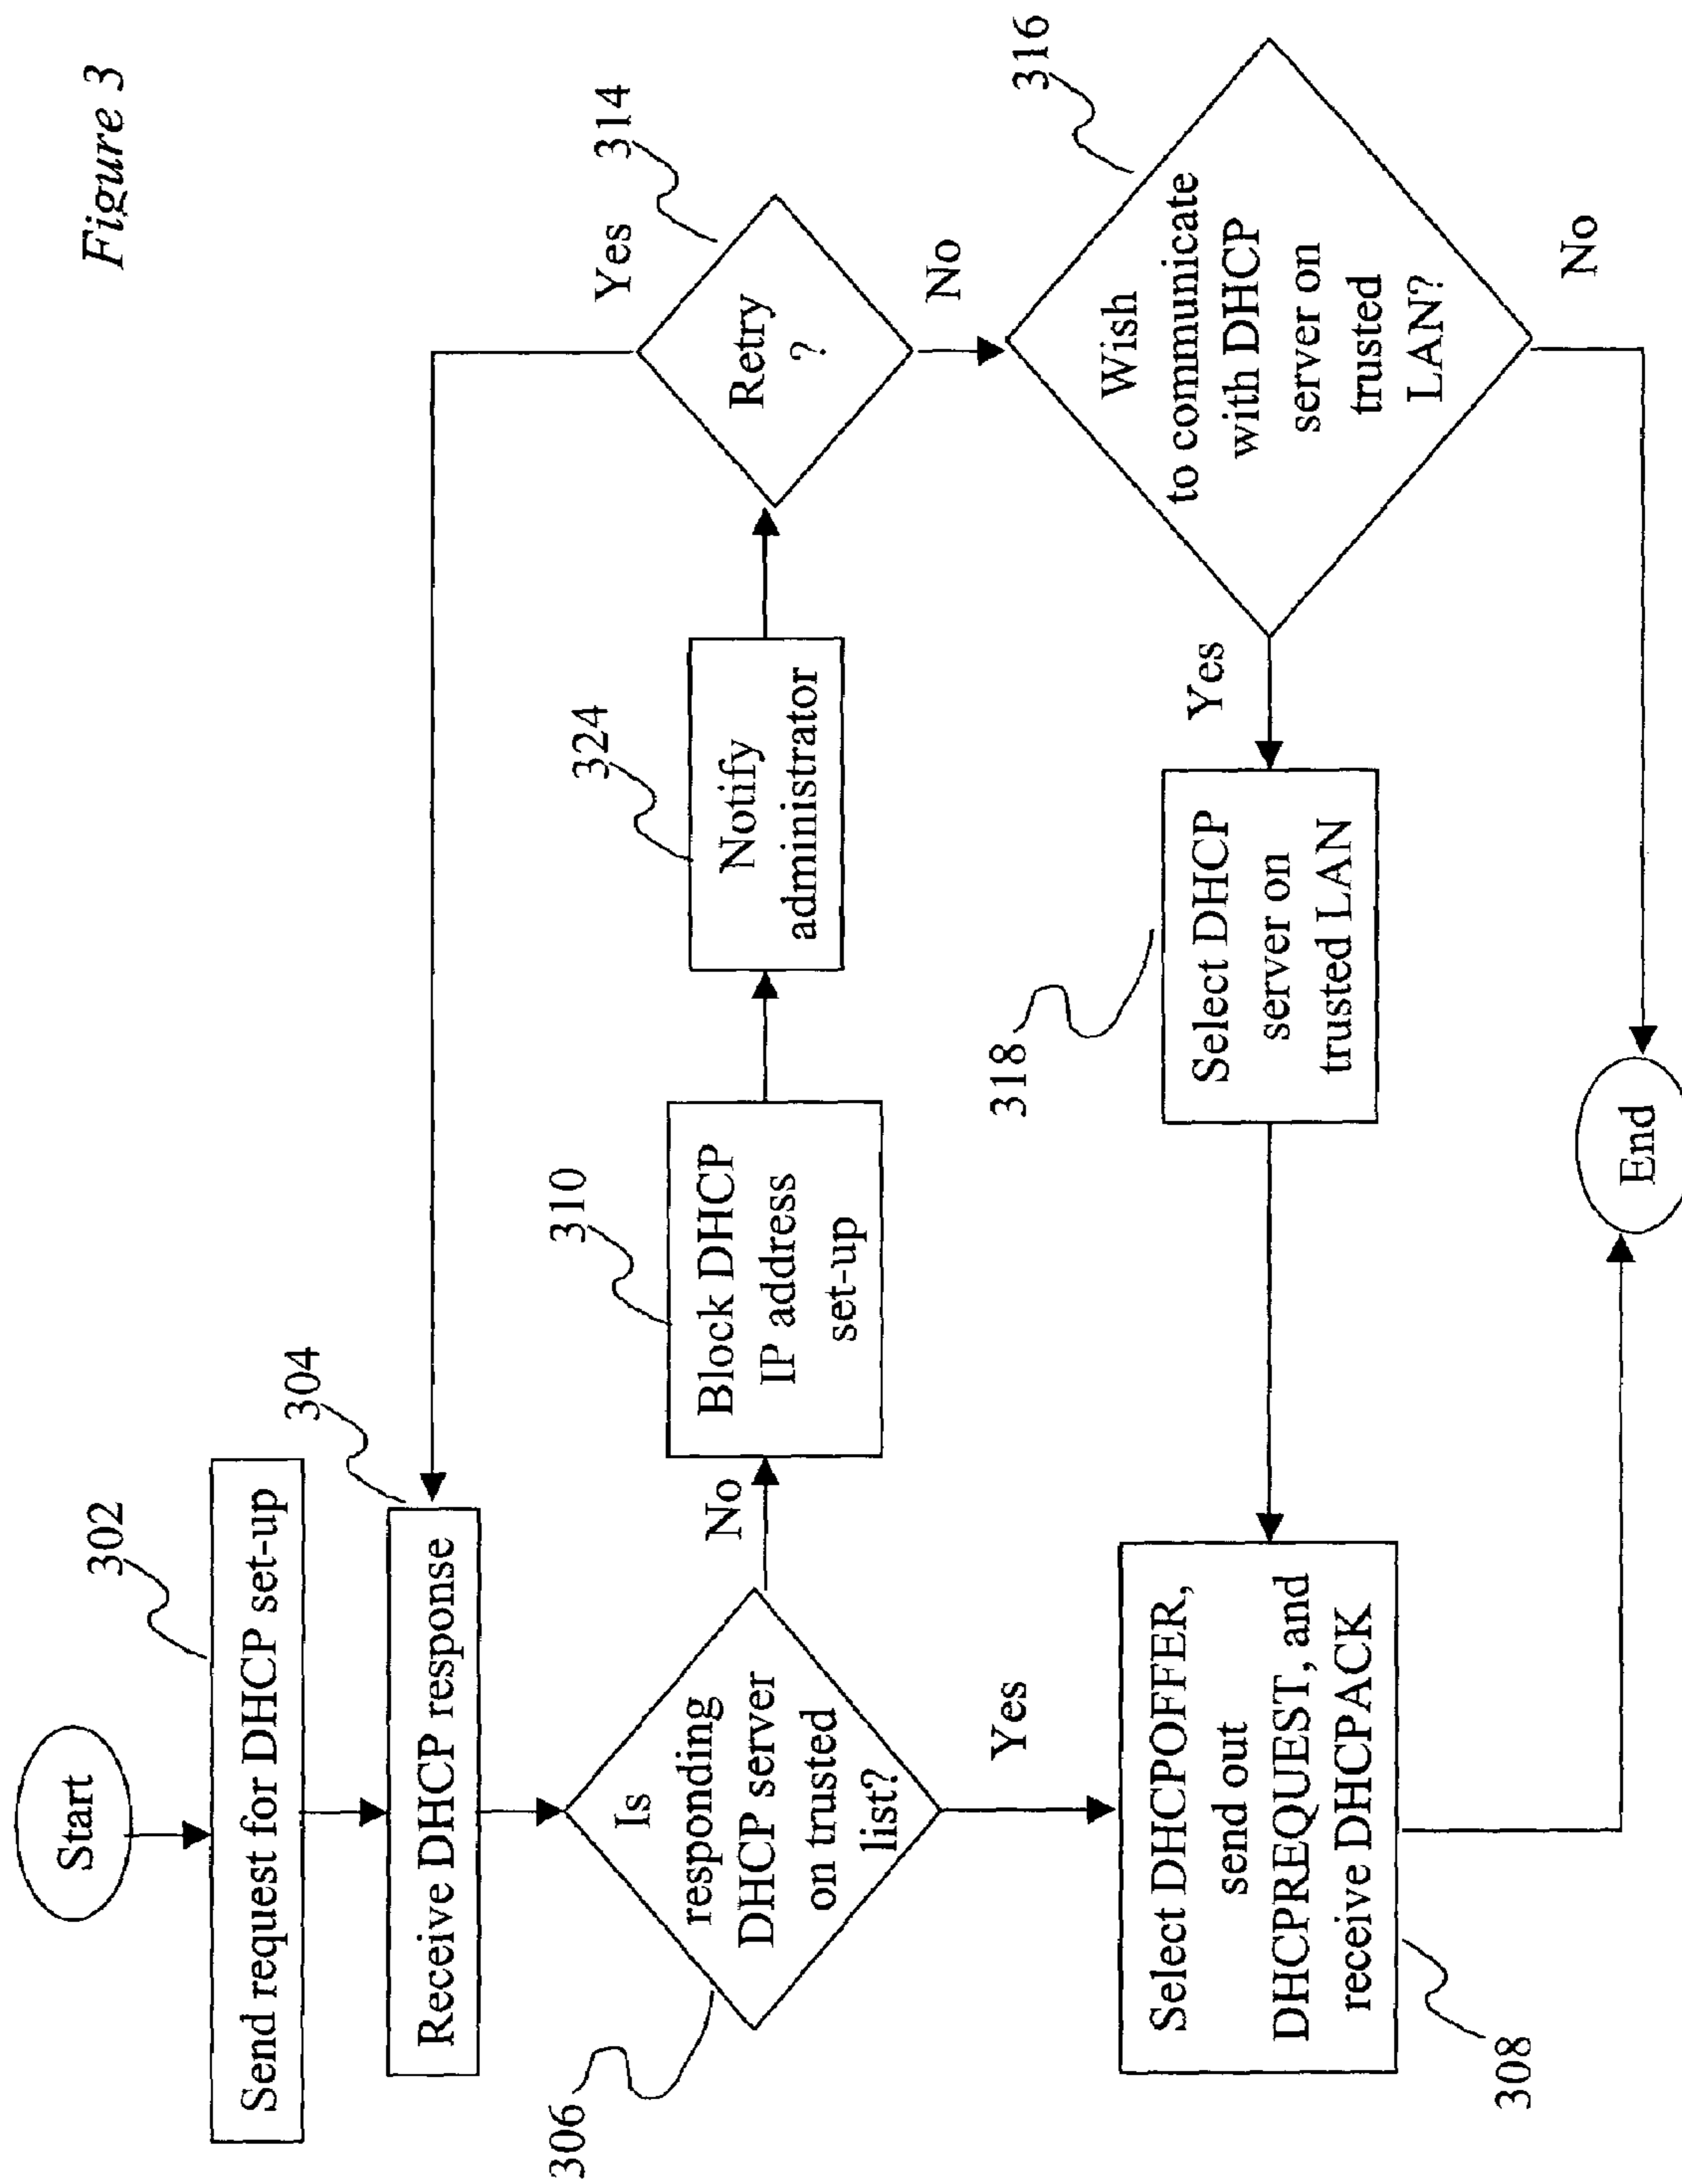 Figure 3
Start
302
Send request for DHCP set-up
304
Receive DHCP response
306
Is
responding
DHCP server
on trusted
list?
No
310
Block DHCP
IP address
set-up
324
Notify
administrator
314
Retry
?
Yes
No
316
Wish
to communicate
with DHCP
server on
trusted
LAN?
No
Yes
318
Select DHCP
server on
trusted LAN
Yes
308
Select DHCPOFFER,
send out
DHCPREQUEST, and
receive DHCPACK
End